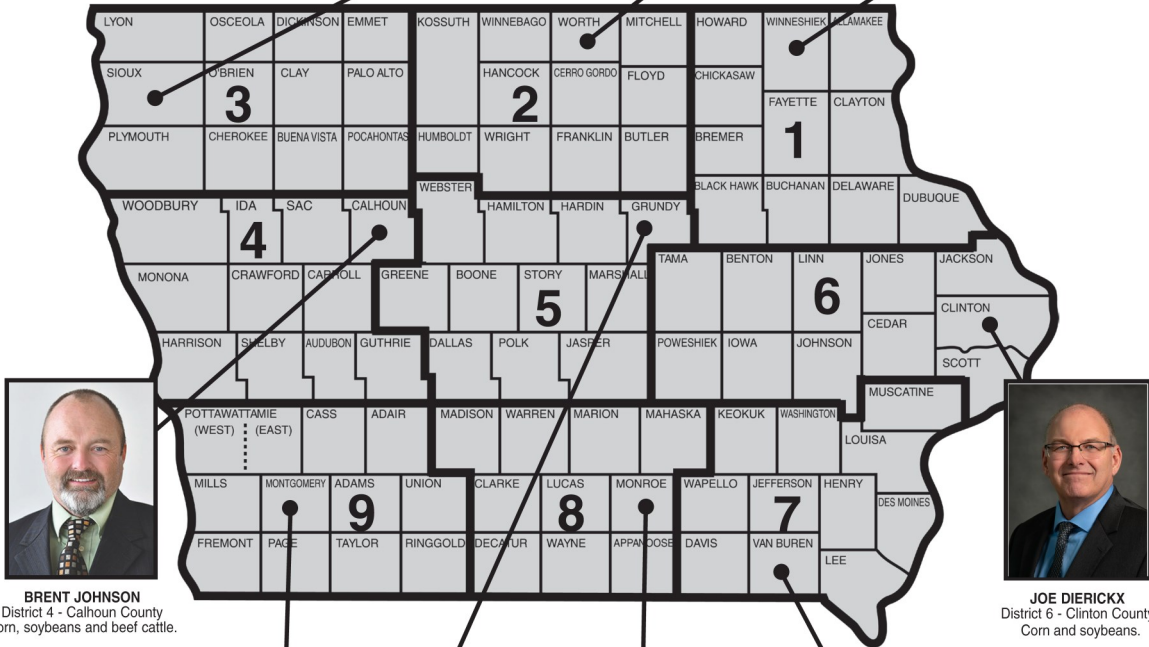 LYON OSCEOLA DICKINSON EMMET KOSSUTH WINNEBAGO WORTH MITCHELL HOWARD WINNESHIEK ALLAMAKEE
SIOUX O'BRIEN CLAY PALO ALTO HANCOCK CERRO GORDO FLOYD CHICKASAW
3 2
FAYETTE CLAYTON
1
PLYMOUTH CHEROKEE BUENA VISTA POCAHONTAS HUMBOLDT WRIGHT FRANKLIN BUTLER BREMER
WEBSTER BLACK HAWK BUCHANAN DELAWARE
DUBUQUE
WOODBURY IDA SAC CALHOUN HAMILTON HARDIN GRUNDY
4
TAMA BENTON LINN JONES JACKSON
MONONA CRAWFORD CARROLL GREENE BOONE STORY MARSHALL
5 6
CLINTON
CEDAR
HARRISON SHELBY AUDUBON GUTHRIE DALLAS POLK JASPER POWESHIEK IOWA JOHNSON
SCOTT
MUSCATINE
POTTAWATTAMIE CASS ADAIR MADISON WARREN MARION MAHASKA KEOKUK WASHINGTON
(WEST) (EAST)
LOUISA
MILLS MONTGOMERY ADAMS UNION CLARKE LUCAS MONROE WAPELLO JEFFERSON HENRY
9 8 7
DES MOINES
FREMONT PAGE TAYLOR RINGGOLD DECATUR WAYNE APPANOOSE DAVIS VAN BUREN
LEE
BRENT JOHNSON
District 4 - Calhoun County
orn, soybeans and beef cattle.
JOE DIERICKX
District 6 - Clinton County
Corn and soybeans.